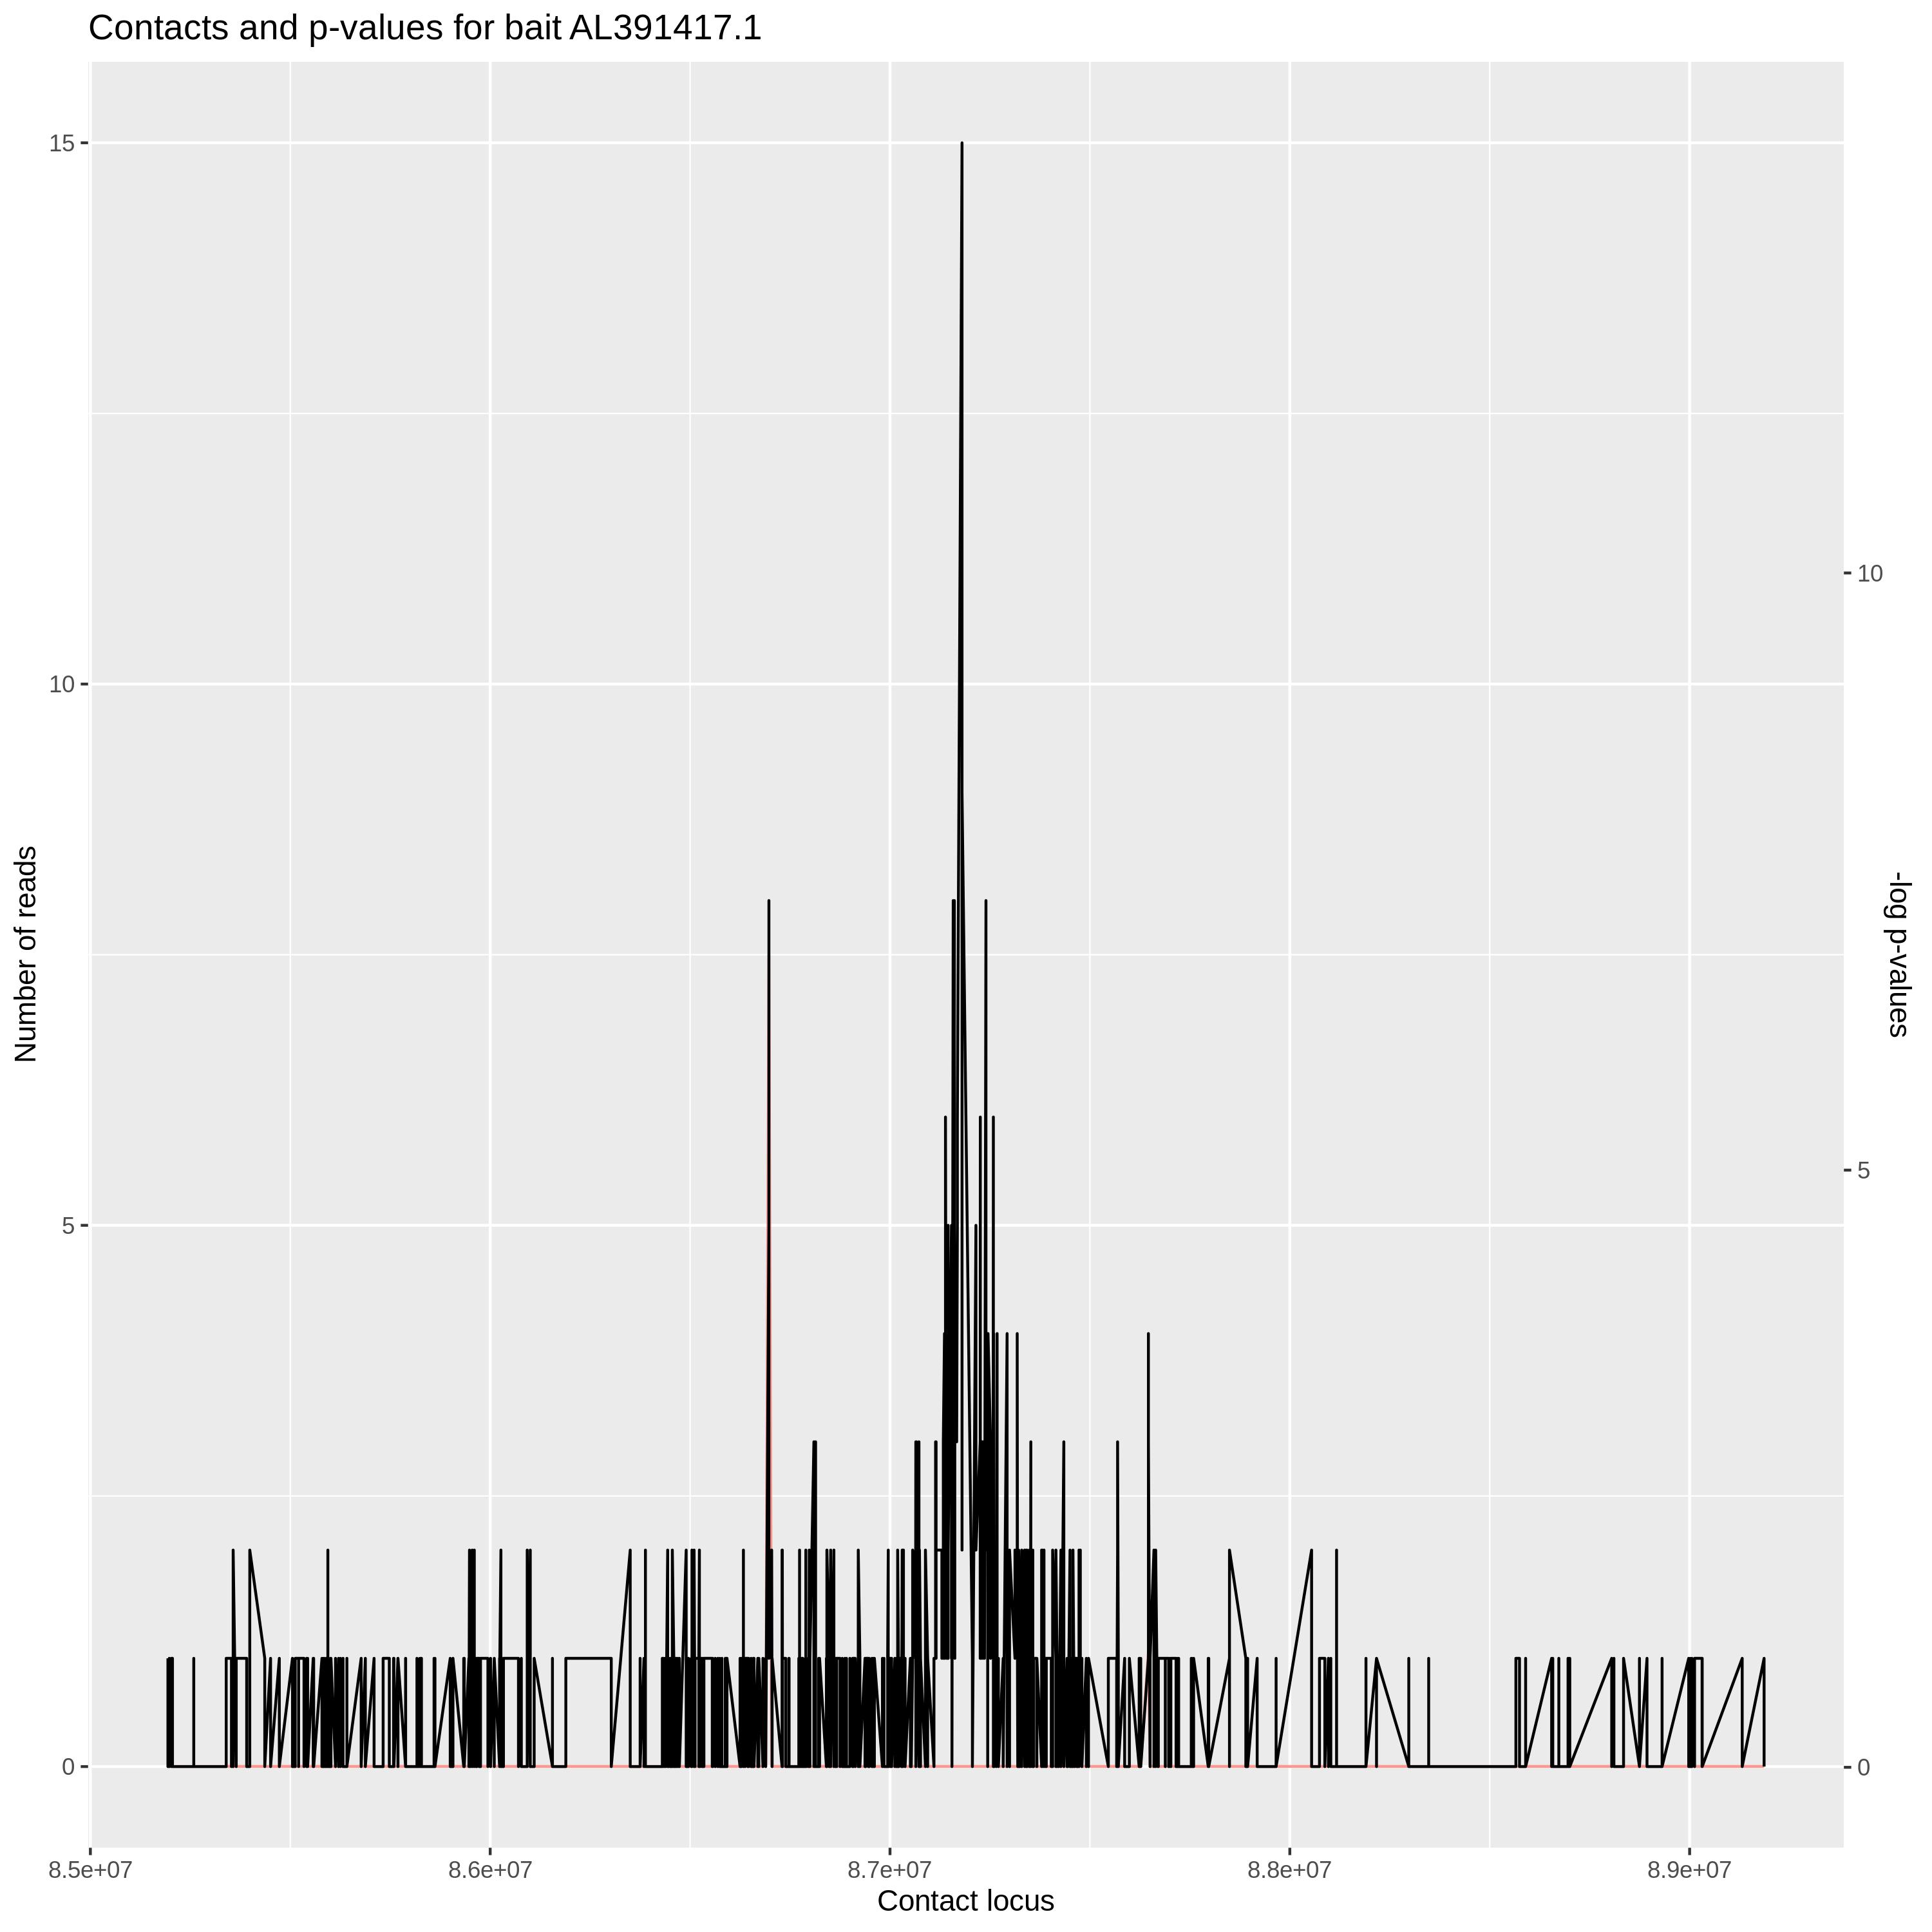 Contacts and p-values for bait AL391417.1
15
10
5
0
Number of reads
10
5
0
-log p-values
8.5e+07 8.6e+07 8.7e+07 8.8e+07 8.9e+07
Contact locus